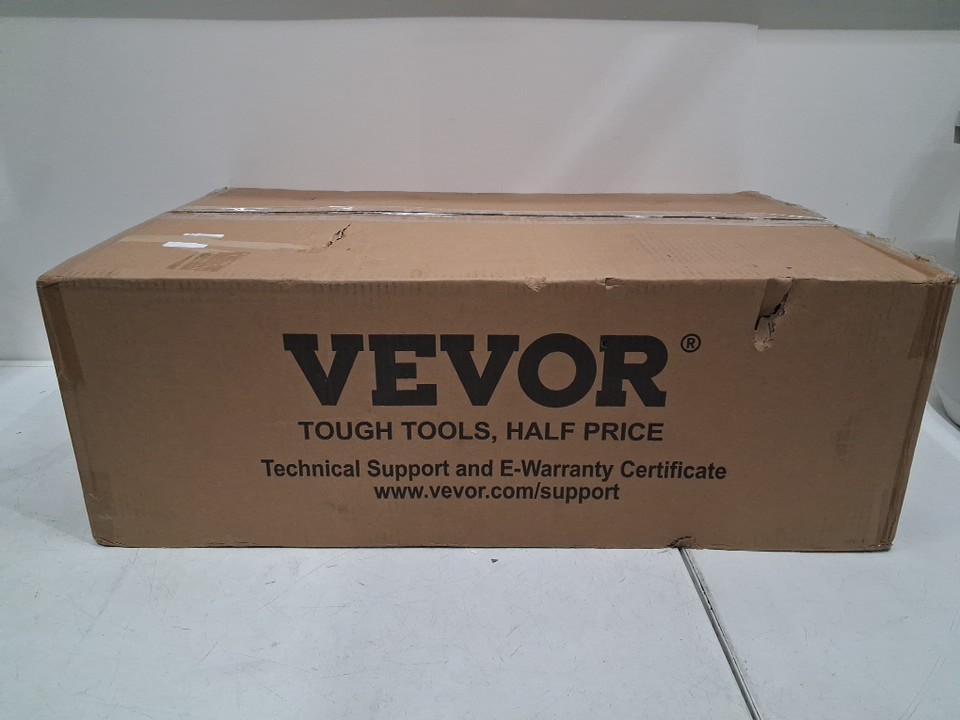 VEVOR®
TOUGH TOOLS, HALF PRICE
Technical Support and E-Warranty Certificate
www.vevor.com/support